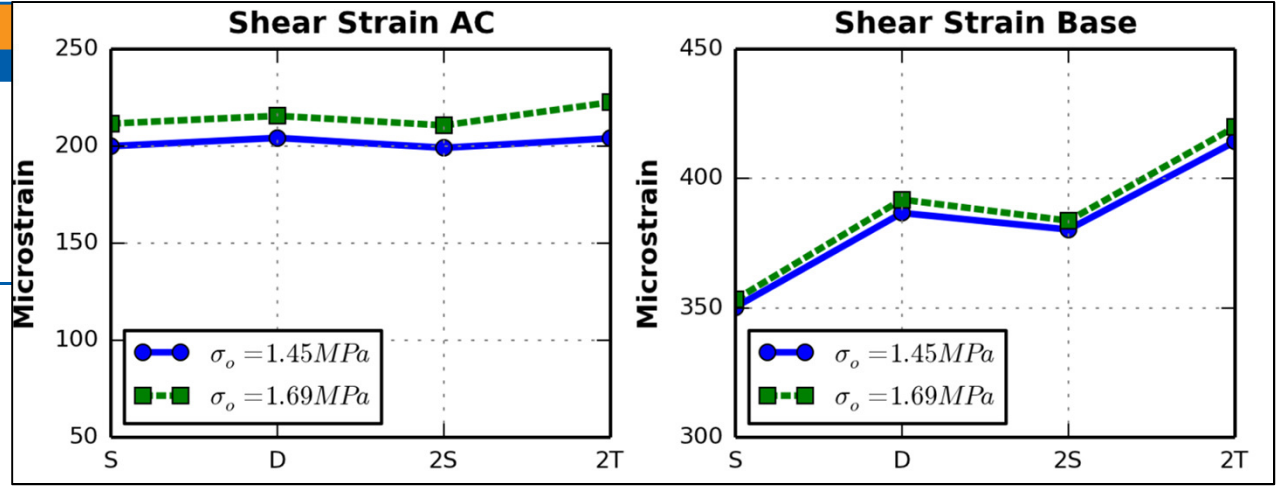 Shear Strain AC
Microstrain
250
200
150
100
50
S D 2S 2T
σₒ =1.45MPa
σₒ =1.69MPa
Shear Strain Base
Microstrain
450
400
350
300
S D 2S 2T
σₒ =1.45MPa
σₒ =1.69MPa